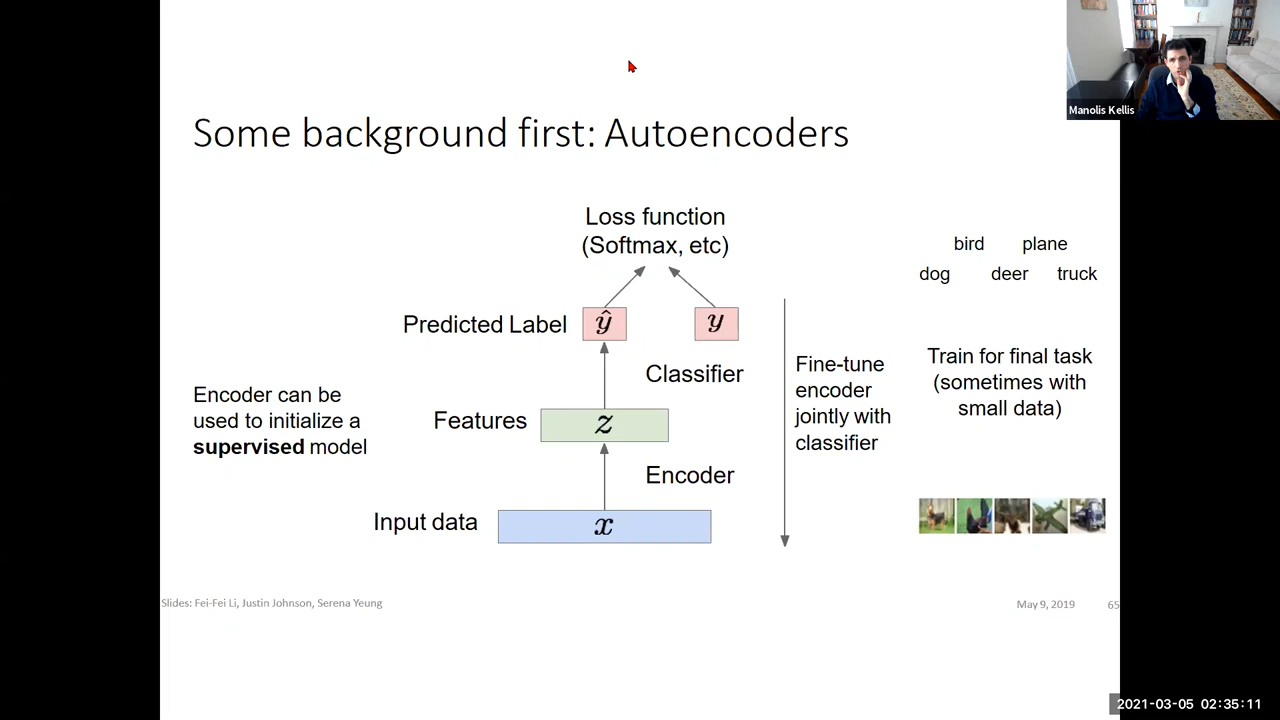 Manolis Kellis
Some background first: Autoencoders
Loss function
(Softmax, etc)
bird plane
dog deer truck
Predicted Label
ŷ
y
Classifier
Fine-tune
encoder
jointly with
classifier
Train for final task
(sometimes with
small data)
Encoder can be
used to initialize a
supervised model
Features
z
Encoder
Input data
x
Slides: Fei-Fei Li, Justin Johnson, Serena Yeung
May 9, 2019
65
2021-03-05 02:35:11